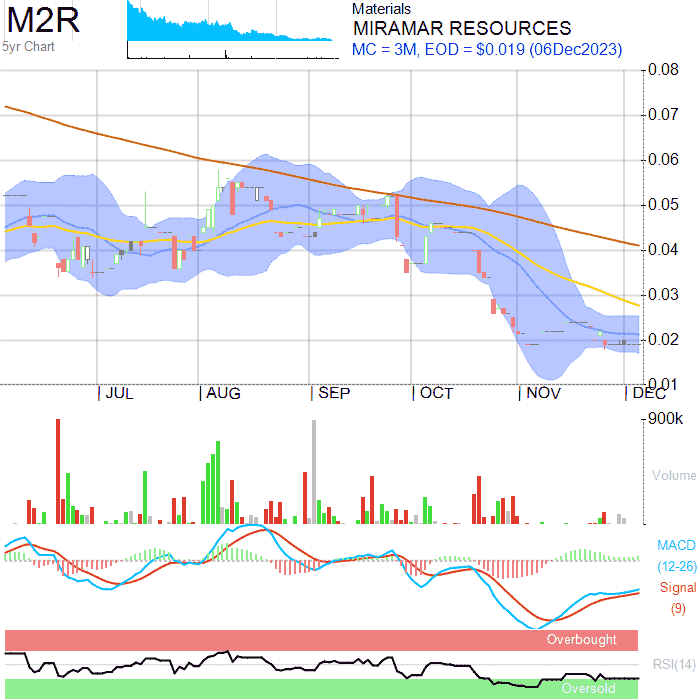 M2R
5yr Chart
Materials
MIRAMAR RESOURCES
MC = 3M, EOD = $0.019 (06Dec2023)
0.08
0.07
0.06
0.05
0.04
0.03
0.02
0.01
JUL
AUG
SEP
OCT
NOV
DEC
900k
Volume
MACD
(12-26)
Signal
(9)
Overbought
RSI(14)
Oversold